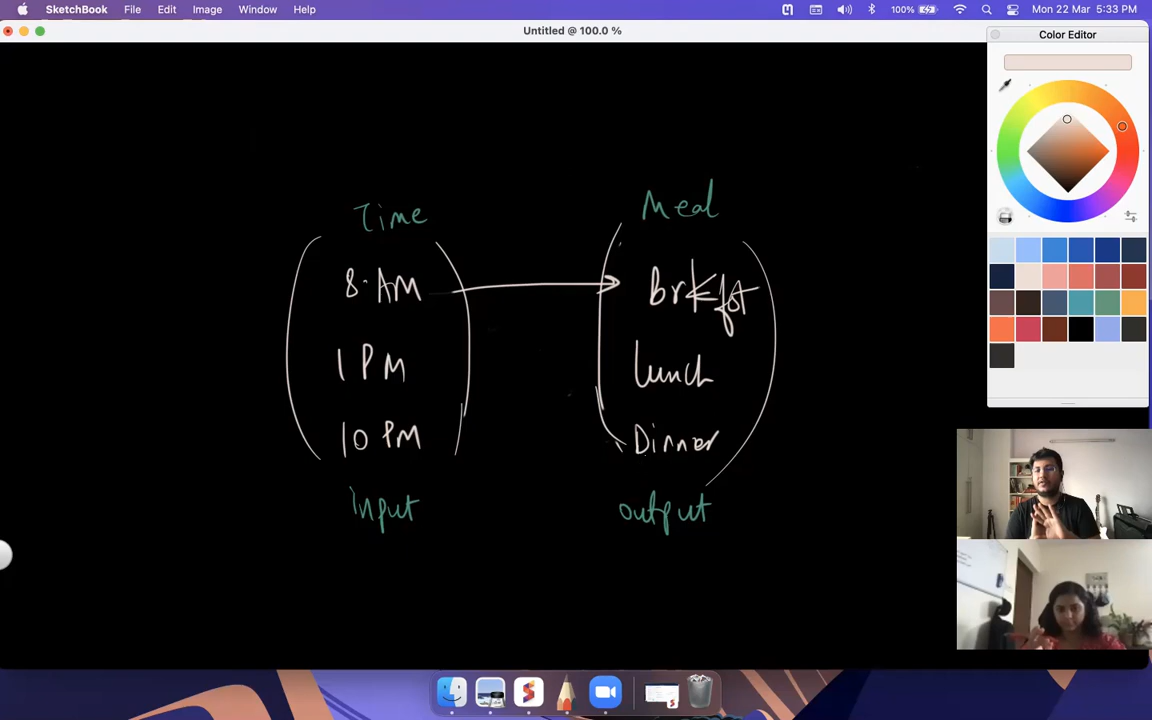 SketchBook File Edit Image Window Help 100% Mon 22 Mar 5:33 PM
Untitled @ 100.0 %
Color Editor
Time Meal
8 AM Brkfst
1 PM Lunch
10 PM Dinner
input output